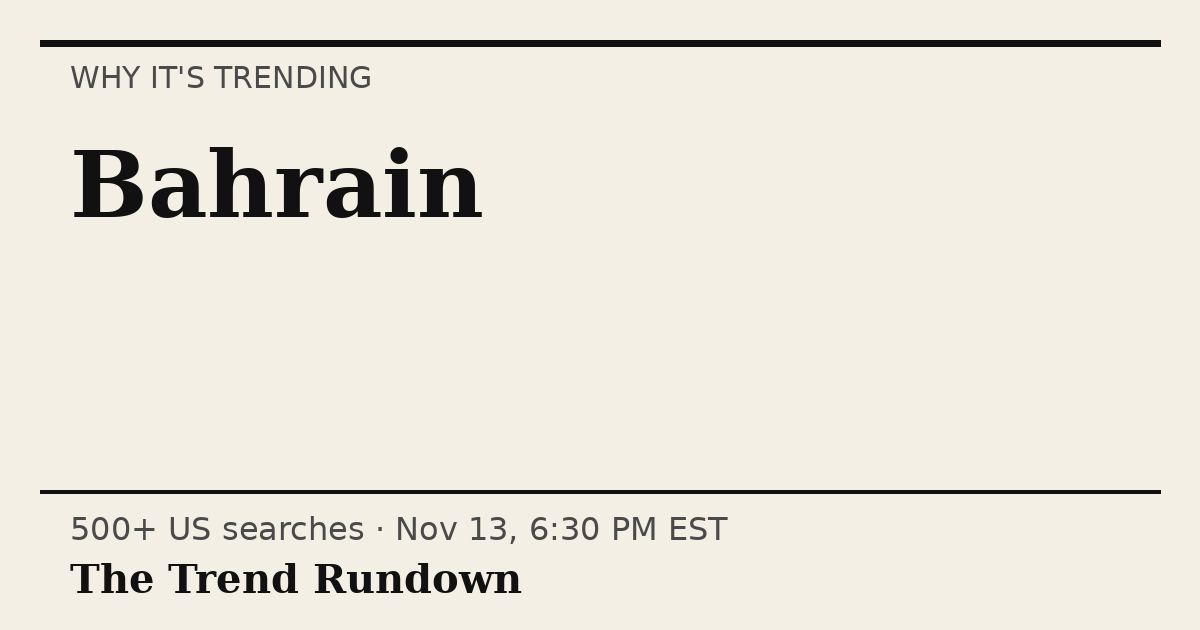 WHY IT'S TRENDING
Bahrain
500+ US searches · Nov 13, 6:30 PM EST
The Trend Rundown